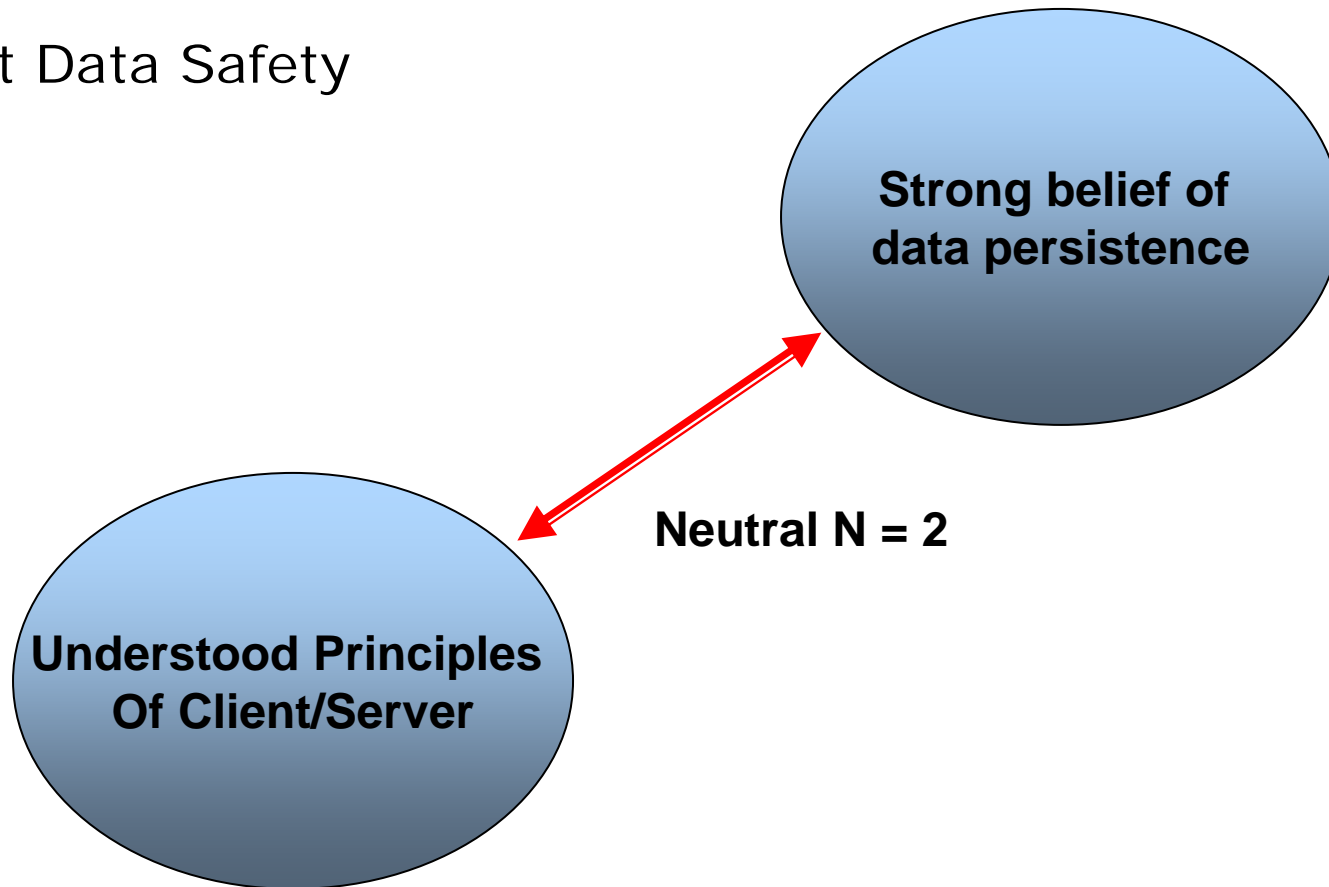 t Data Safety
Strong belief of
data persistence
Neutral N = 2
Understood Principles
Of Client/Server